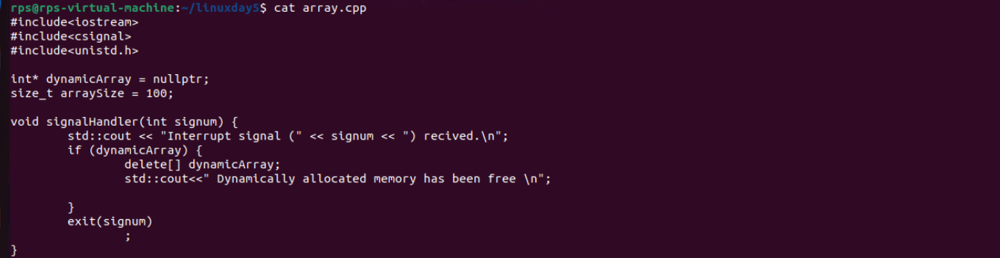 rps@rps-virtual-machine:~/linuxday5$ cat array.cpp
#include<iostream>
#include<csignal>
#include<unistd.h>
int* dynamicArray = nullptr;
size_t arraySize = 100;
void signalHandler(int signum) {
std::cout << "Interrupt signal (" << signum << ") recived.\n";
if (dynamicArray) {
delete[] dynamicArray;
std::cout<<" Dynamically allocated memory has been free \n";
}
exit(signum)
;
}